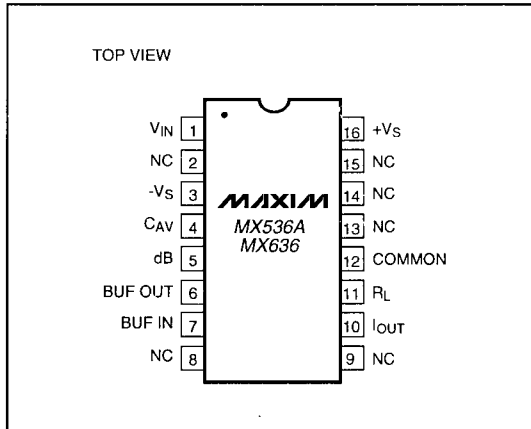 TOP VIEW
VIN 1 16 +VS
NC 2 15 NC
-VS 3 14 NC
CAV 4 13 NC
dB 5 12 COMMON
BUF OUT 6 11 RL
BUF IN 7 10 IOUT
NC 8 9 NC
MAXIM
MX536A
MX636